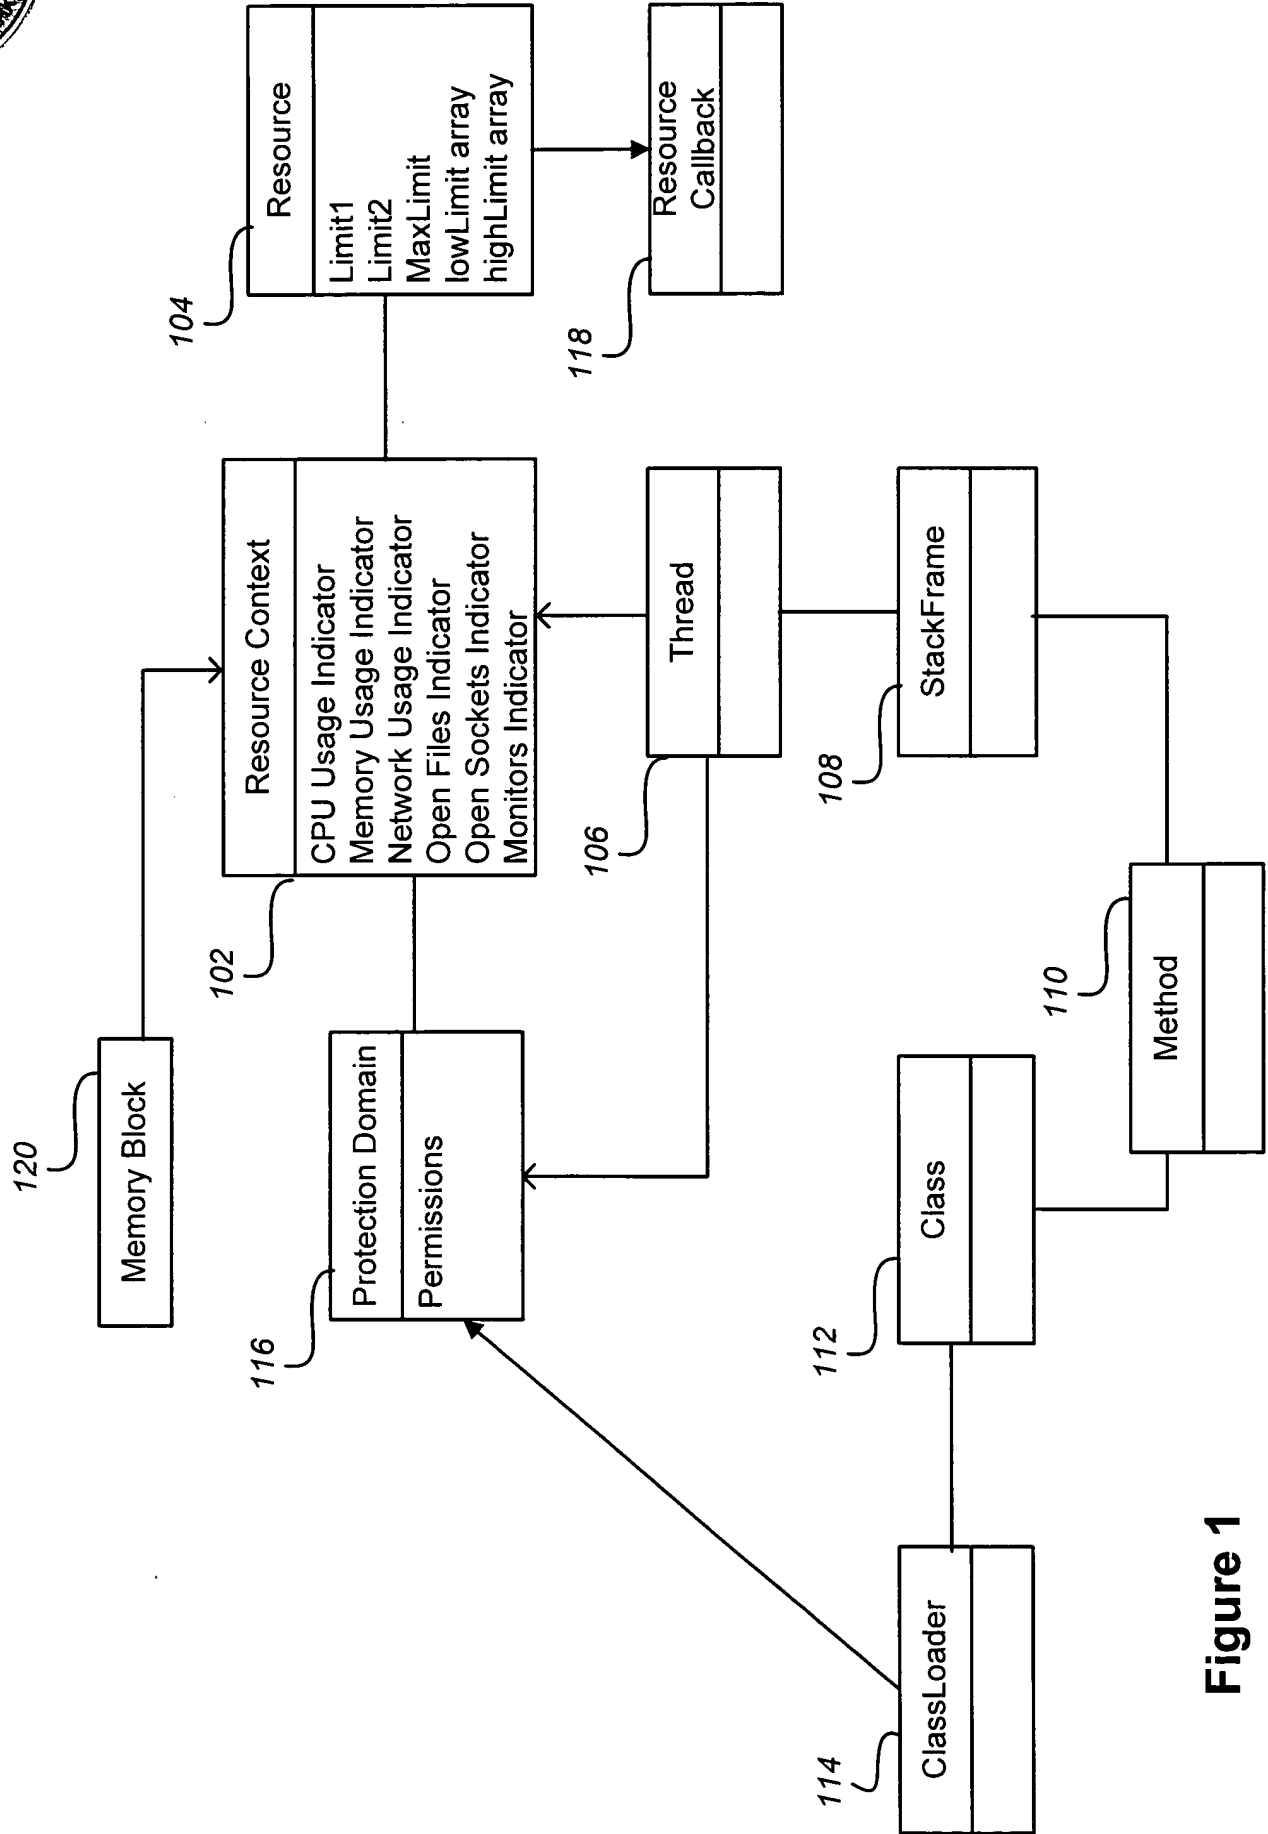 120
Memory Block
116
Protection Domain
Permissions
102
Resource Context
CPU Usage Indicator
Memory Usage Indicator
Network Usage Indicator
Open Files Indicator
Open Sockets Indicator
Monitors Indicator
104
Resource
Limit1
Limit2
MaxLimit
lowLimit array
highLimit array
118
Resource
Callback
106
Thread
108
StackFrame
110
Method
112
Class
114
ClassLoader
Figure 1